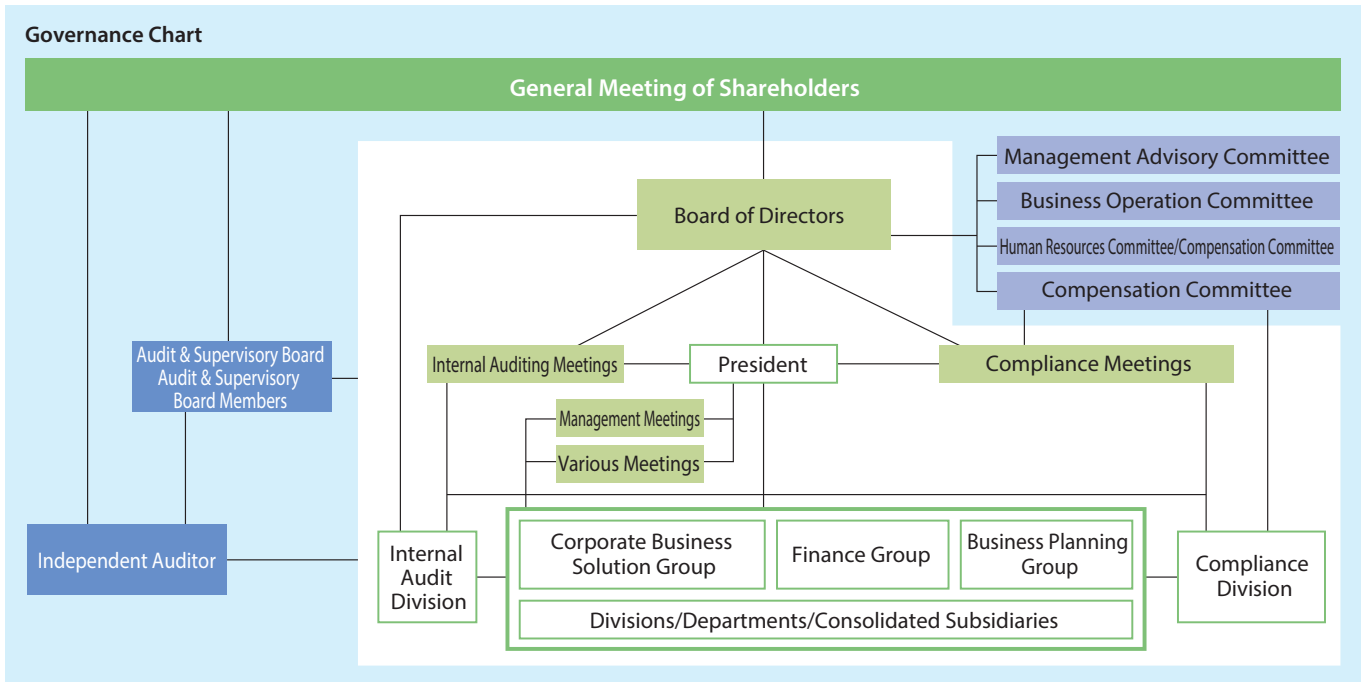 Governance Chart
General Meeting of Shareholders
Management Advisory Committee
Board of Directors
Business Operation Committee
Human Resources Committee/Compensation Committee
Compensation Committee
Audit & Supervisory Board
Audit & Supervisory
Board Members
Internal Auditing Meetings
President
Compliance Meetings
Management Meetings
Various Meetings
Independent Auditor
Internal
Audit
Division
Corporate Business
Solution Group
Finance Group
Business Planning
Group
Compliance
Division
Divisions/Departments/Consolidated Subsidiaries